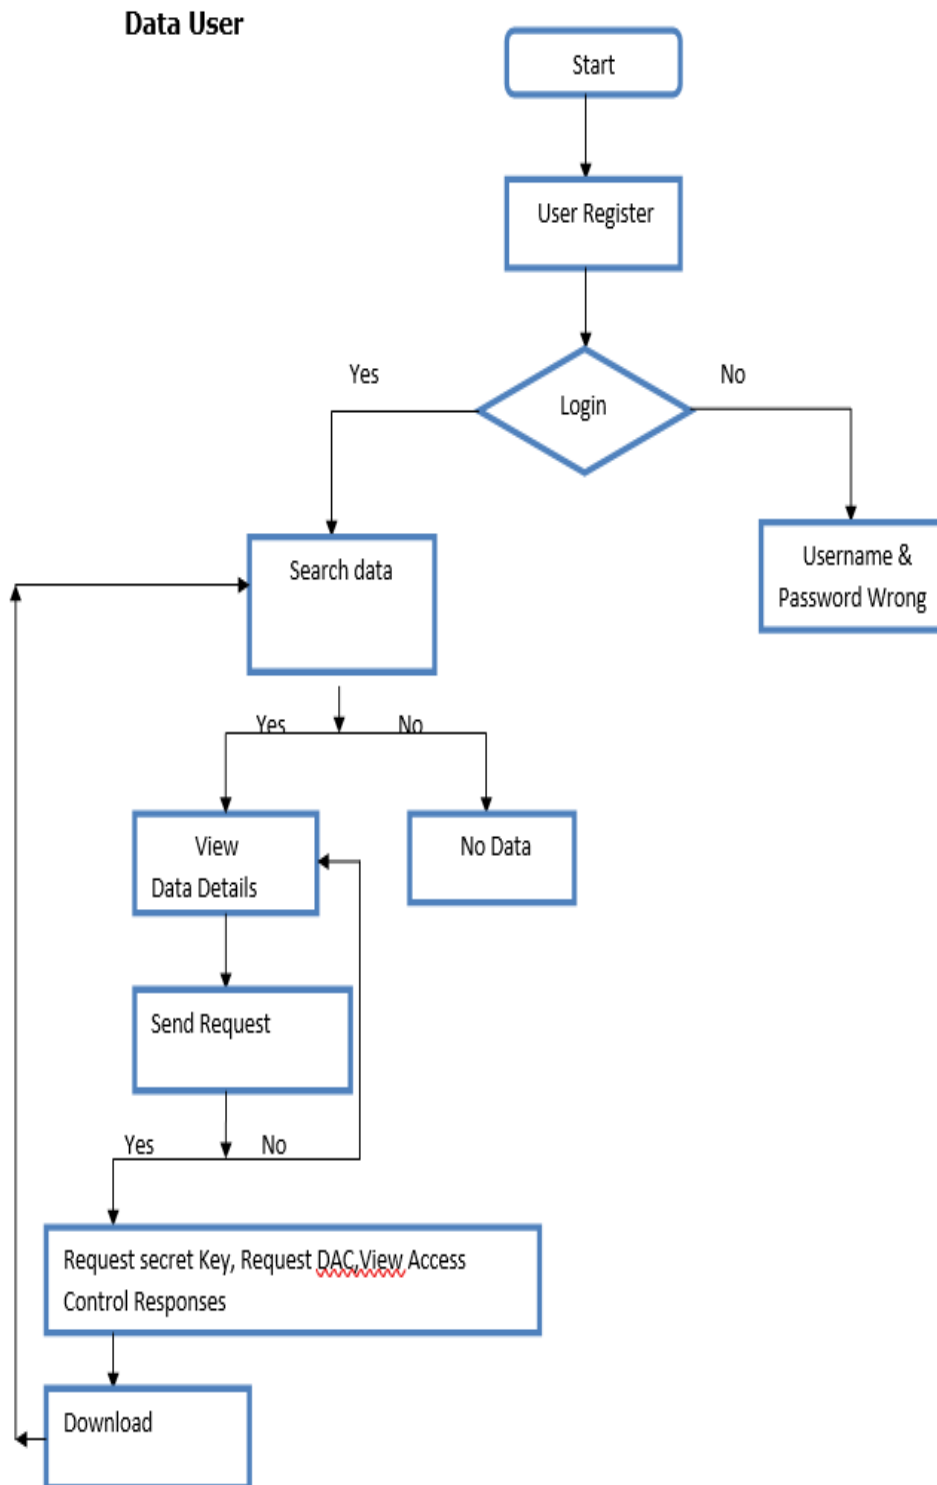 Data User
Start
User Register
Yes
No
Login
Search data
Username &
Password Wrong
Yes
No
View
Data Details
No Data
Send Request
Yes
No
Request secret Key, Request DAC,View Access
Control Responses
Download